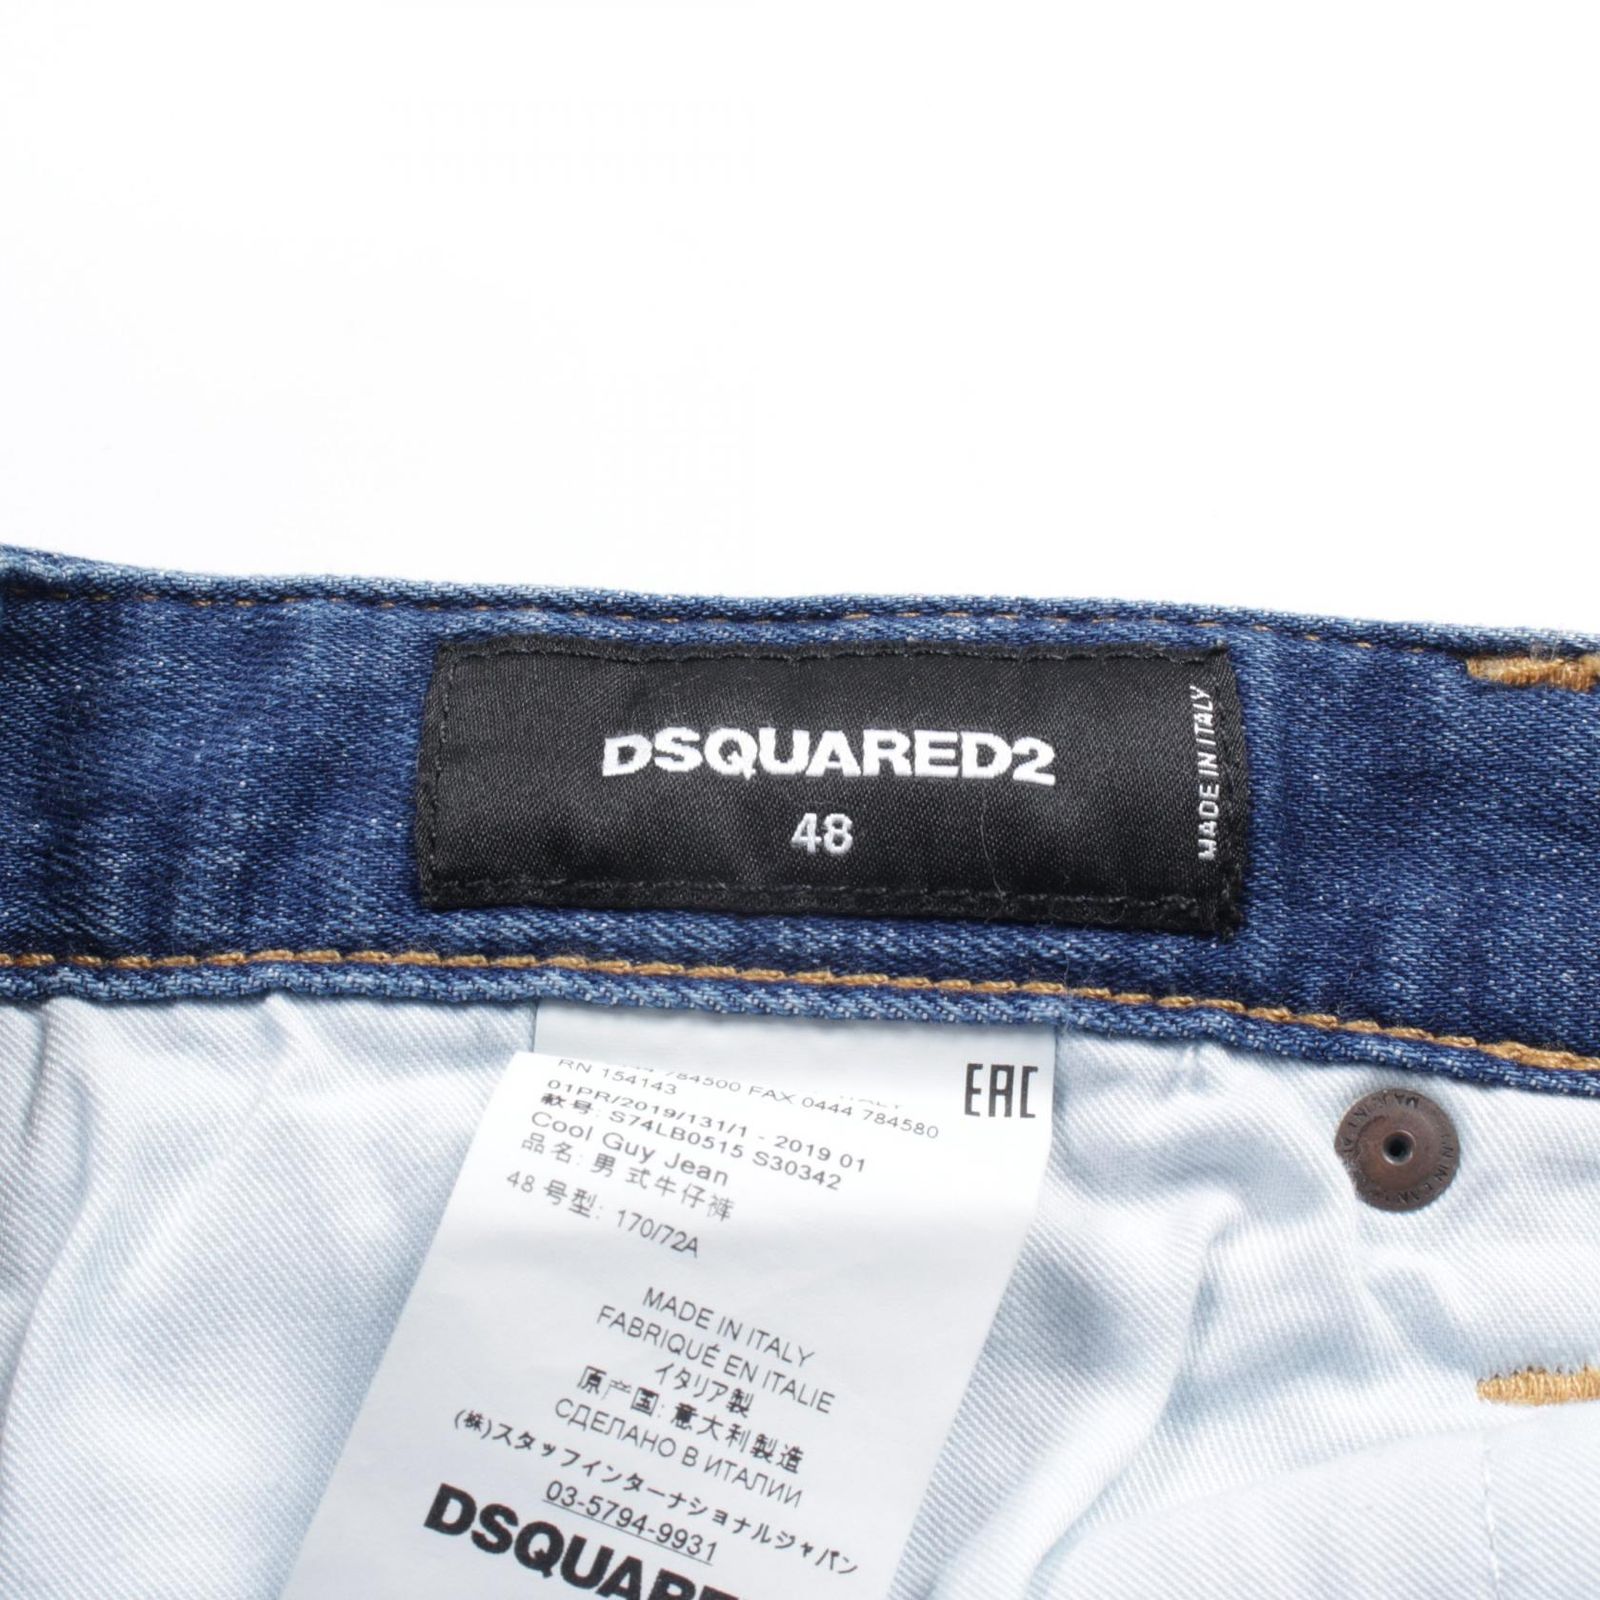 DSQUARED2
48
MADE IN ITALY
EAC
784500 FAX 0444 784580
RN 154143
01PR/2019/131/1 - 2019 01
款号: S74LB0515 S30342
Cool Guy Jean
品名: 男式牛仔裤
48 号型: 170/72A
MADE IN ITALY
FABRIQUÉ EN ITALIE
イタリア製
原产国: 意大利製造
СДЕЛАНО В ИТАЛИИ
(株)スタッフインターナショナルジャパン
03-5794-9931
DSQUARE